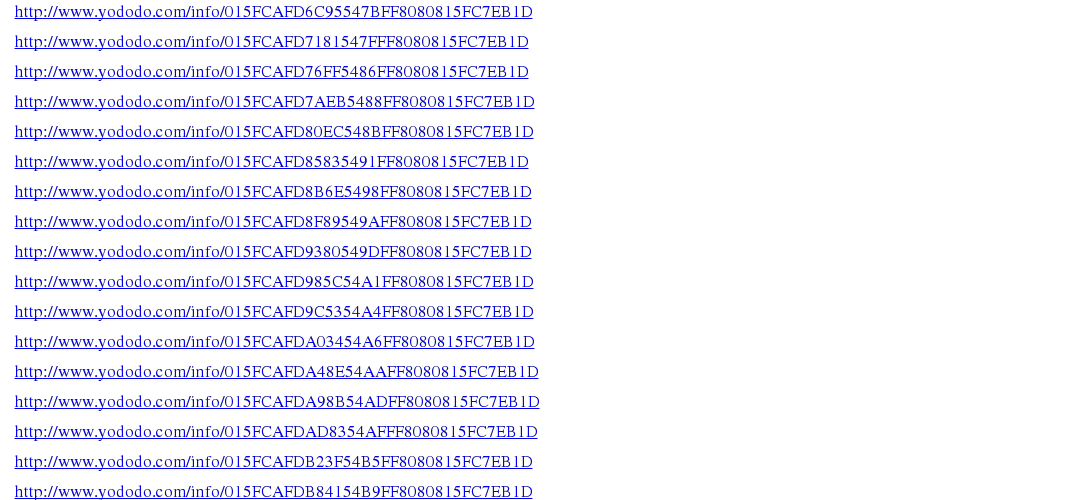 http://www.yododo.com/info/015FCAFD6C95547BFF8080815FC7EB1D
http://www.yododo.com/info/015FCAFD7181547FFF8080815FC7EB1D
http://www.yododo.com/info/015FCAFD76FF5486FF8080815FC7EB1D
http://www.yododo.com/info/015FCAFD7AEB5488FF8080815FC7EB1D
http://www.yododo.com/info/015FCAFD80EC548BFF8080815FC7EB1D
http://www.yododo.com/info/015FCAFD85835491FF8080815FC7EB1D
http://www.yododo.com/info/015FCAFD8B6E5498FF8080815FC7EB1D
http://www.yododo.com/info/015FCAFD8F89549AFF8080815FC7EB1D
http://www.yododo.com/info/015FCAFD9380549DFF8080815FC7EB1D
http://www.yododo.com/info/015FCAFD985C54A1FF8080815FC7EB1D
http://www.yododo.com/info/015FCAFD9C5354A4FF8080815FC7EB1D
http://www.yododo.com/info/015FCAFDA03454A6FF8080815FC7EB1D
http://www.yododo.com/info/015FCAFDA48E54AAFF8080815FC7EB1D
http://www.yododo.com/info/015FCAFDA98B54ADFF8080815FC7EB1D
http://www.yododo.com/info/015FCAFDAD8354AFFF8080815FC7EB1D
http://www.yododo.com/info/015FCAFDB23F54B5FF8080815FC7EB1D
http://www.yododo.com/info/015FCAFDB84154B9FF8080815FC7EB1D